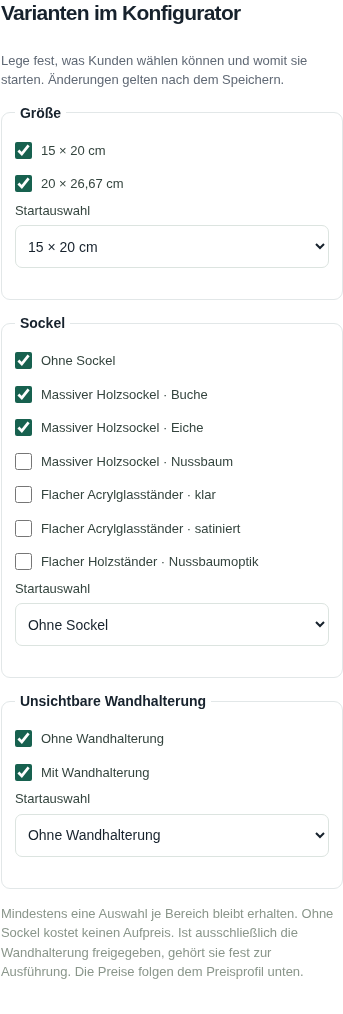 Varianten im Konfigurator
Lege fest, was Kunden wählen können und womit sie
starten. Änderungen gelten nach dem Speichern.
Größe
15 × 20 cm
20 × 26,67 cm
Startauswahl
15 × 20 cm
Sockel
Ohne Sockel
Massiver Holzsockel · Buche
Massiver Holzsockel · Eiche
Massiver Holzsockel · Nussbaum
Flacher Acrylglasständer · klar
Flacher Acrylglasständer · satiniert
Flacher Holzständer · Nussbaumoptik
Startauswahl
Ohne Sockel
Unsichtbare Wandhalterung
Ohne Wandhalterung
Mit Wandhalterung
Startauswahl
Ohne Wandhalterung
Mindestens eine Auswahl je Bereich bleibt erhalten. Ohne
Sockel kostet keinen Aufpreis. Ist ausschließlich die
Wandhalterung freigegeben, gehört sie fest zur
Ausführung. Die Preise folgen dem Preisprofil unten.